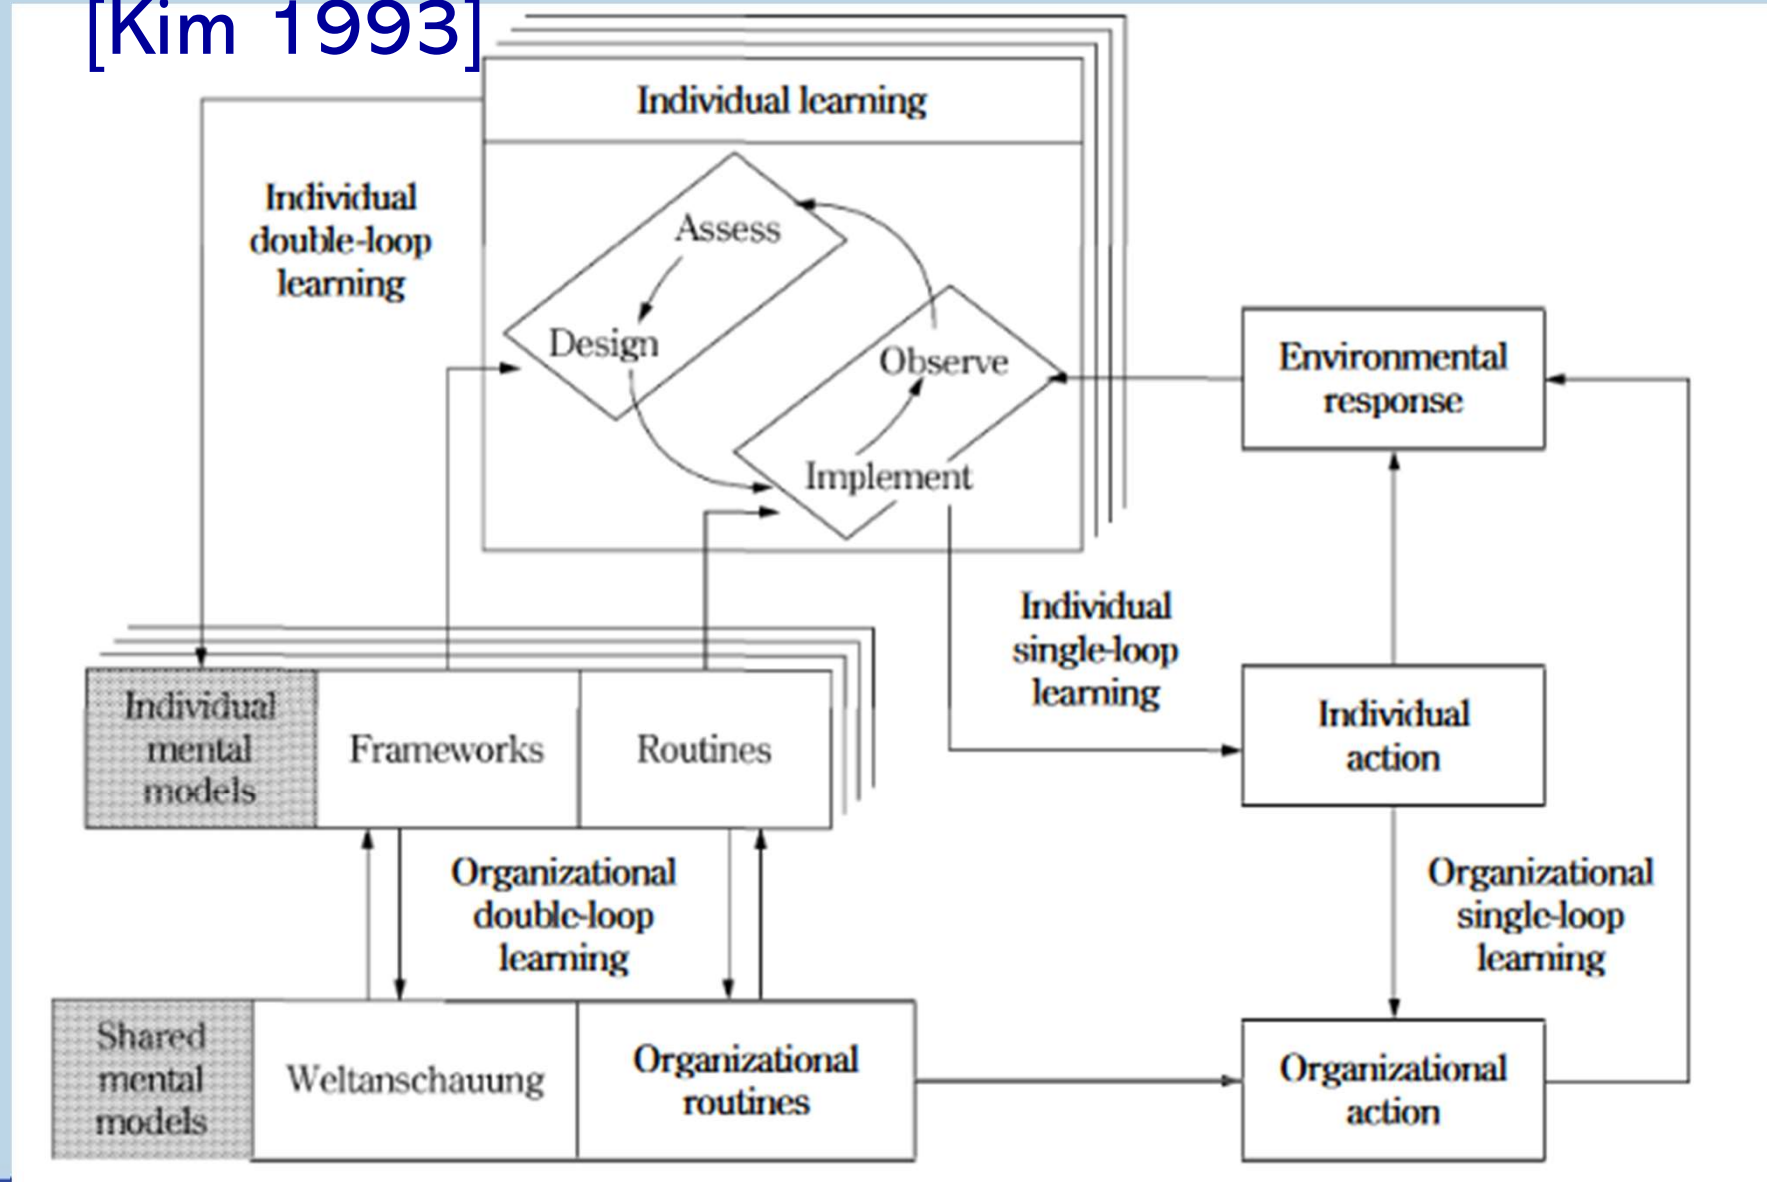 [Kim 1993]
Individual learning
Individual
double-loop
learning
Assess
Design
Observe
Implement
Environmental
response
Individual
single-loop
learning
Individual
mental
models
Frameworks
Routines
Individual
action
Organizational
double-loop
learning
Organizational
single-loop
learning
Shared
mental
models
Weltanschauung
Organizational
routines
Organizational
action